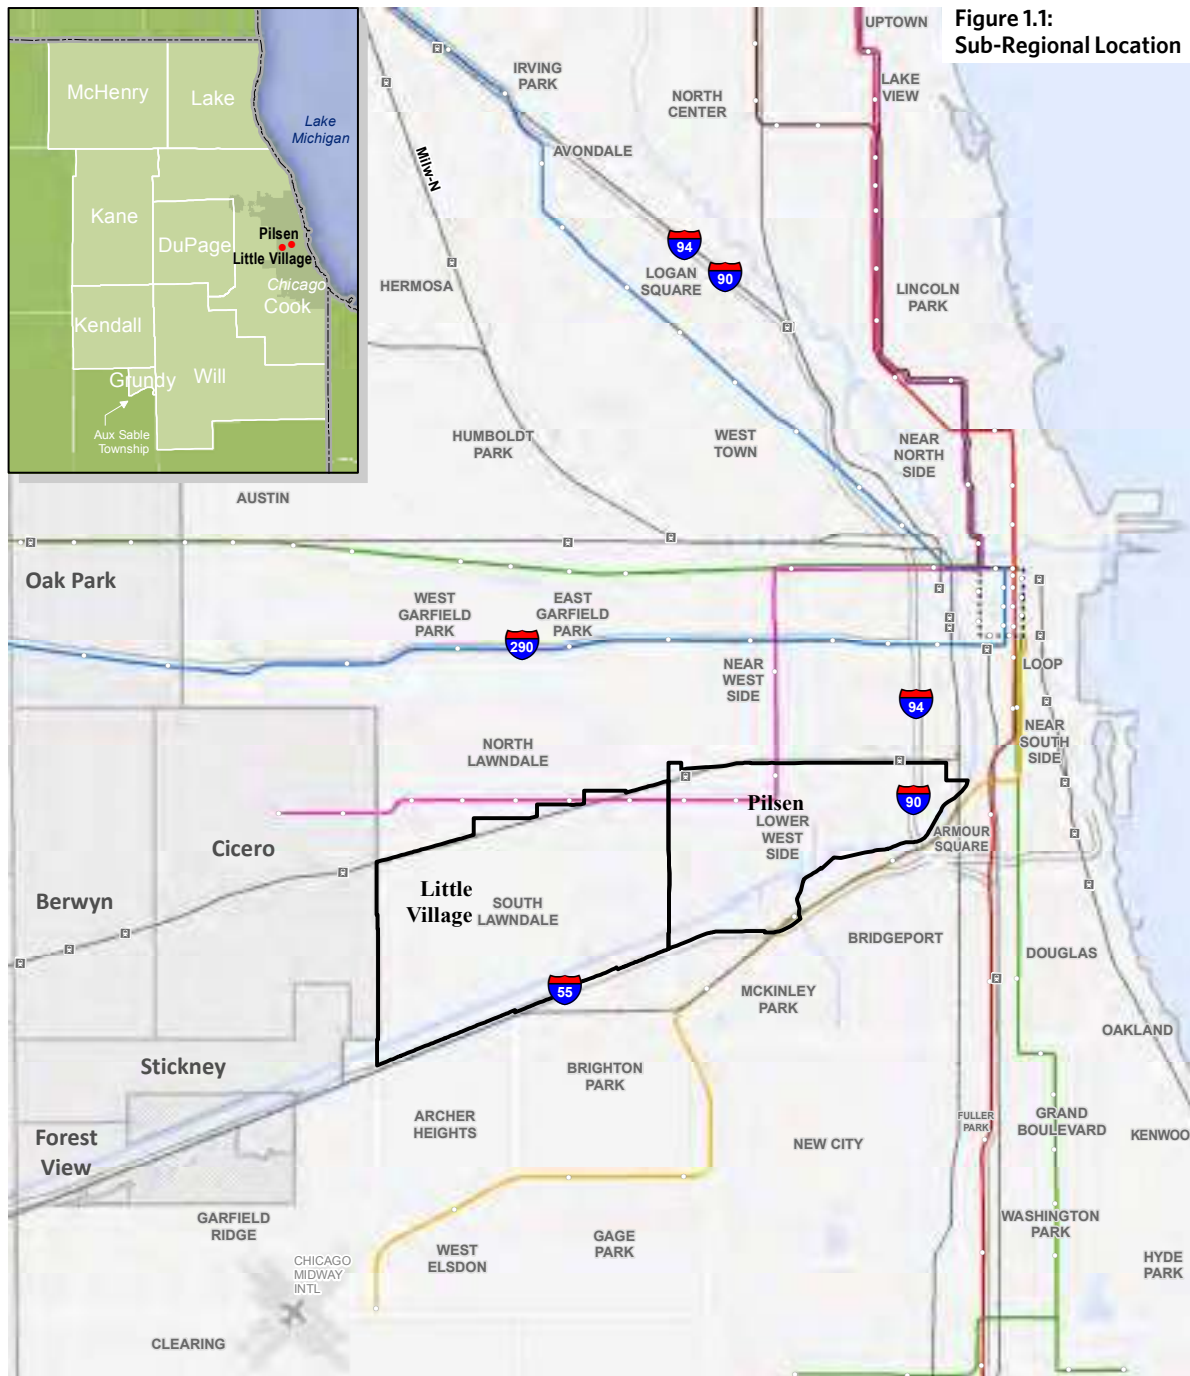 Figure 1.1:
Sub-Regional Location
McHenry
Lake
Lake
Michigan
Kane
DuPage
Pilsen
Little Village
Chicago
Cook
Kendall
Grundy
Will
Aux Sable
Township
UPTOWN
IRVING
PARK
LAKE
VIEW
NORTH
CENTER
AVONDALE
Milw-N
94
90
HERMOSA
LOGAN
SQUARE
LINCOLN
PARK
HUMBOLDT
PARK
WEST
TOWN
NEAR
NORTH
SIDE
AUSTIN
Oak Park
WEST
GARFIELD
PARK
EAST
GARFIELD
PARK
290
NEAR
WEST
SIDE
LOOP
94
NEAR
SOUTH
SIDE
NORTH
LAWNDALE
90
Pilsen
LOWER
WEST
SIDE
ARMOUR
SQUARE
Cicero
Berwyn
Little
Village
SOUTH
LAWNDALE
BRIDGEPORT
DOUGLAS
55
MCKINLEY
PARK
OAKLAND
Stickney
BRIGHTON
PARK
ARCHER
HEIGHTS
Forest
View
NEW CITY
FULLER
PARK
GRAND
BOULEVARD
KENWOO
GARFIELD
RIDGE
WEST
ELSDON
GAGE
PARK
WASHINGTON
PARK
HYDE
PARK
CHICAGO
MIDWAY
INTL
CLEARING